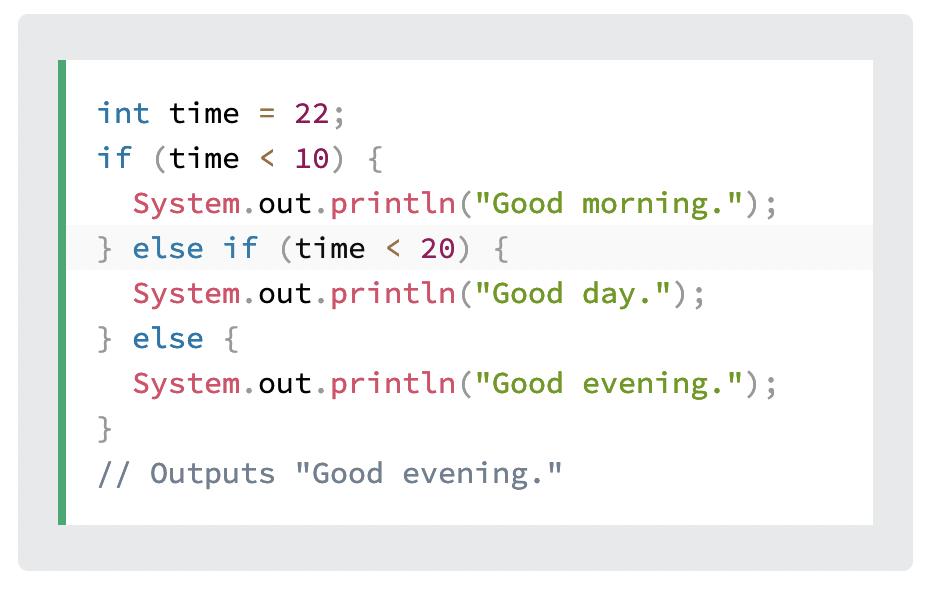 int time = 22;
if (time < 10) {
  System.out.println("Good morning.");
} else if (time < 20) {
  System.out.println("Good day.");
} else {
  System.out.println("Good evening.");
}
// Outputs "Good evening."